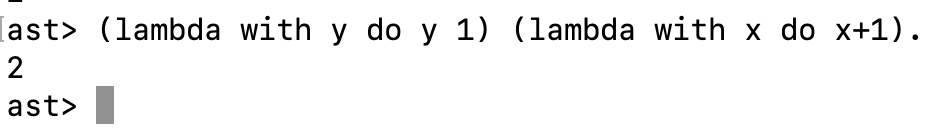 ast> (lambda with y do y 1) (lambda with x do x+1).
2
ast>